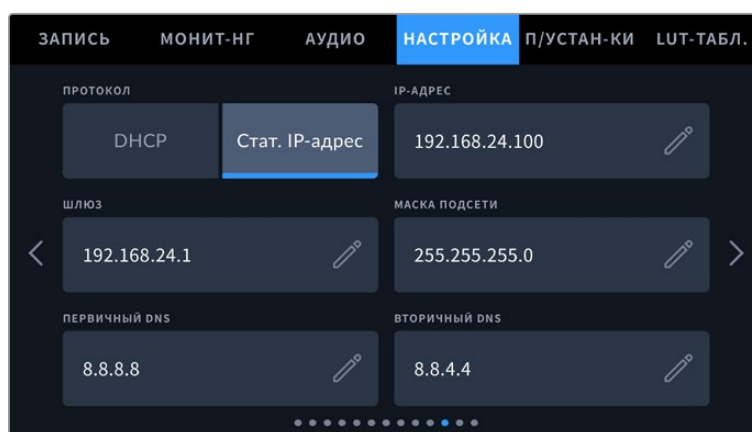 ЗАПИСЬ МОНИТ-НГ АУДИО НАСТРОЙКА П/УСТАН-КИ LUT-ТАБЛ.
ПРОТОКОЛ IP-АДРЕС
DHCP Стат. IP-адрес 192.168.24.100
ШЛЮЗ МАСКА ПОДСЕТИ
192.168.24.1 255.255.255.0
ПЕРВИЧНЫЙ DNS ВТОРИЧНЫЙ DNS
8.8.8.8 8.8.4.4